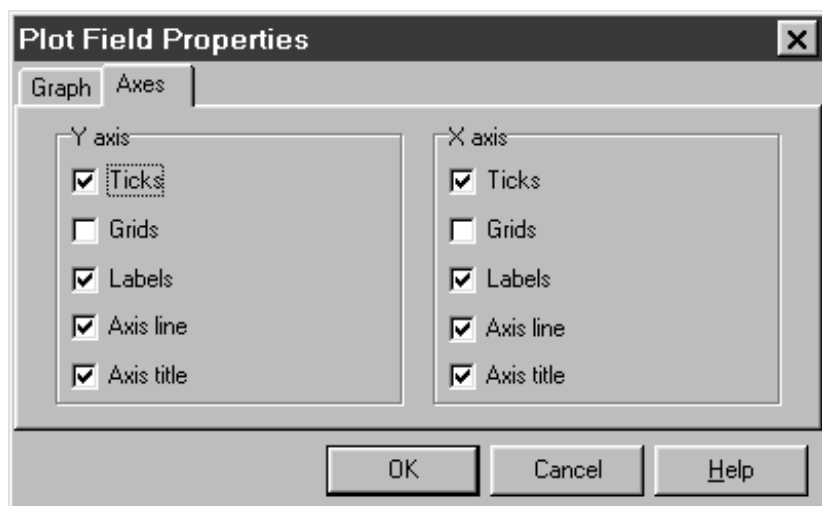 Plot Field Properties
Graph Axes
Y axis
Ticks
Grids
Labels
Axis line
Axis title
X axis
Ticks
Grids
Labels
Axis line
Axis title
OK Cancel Help